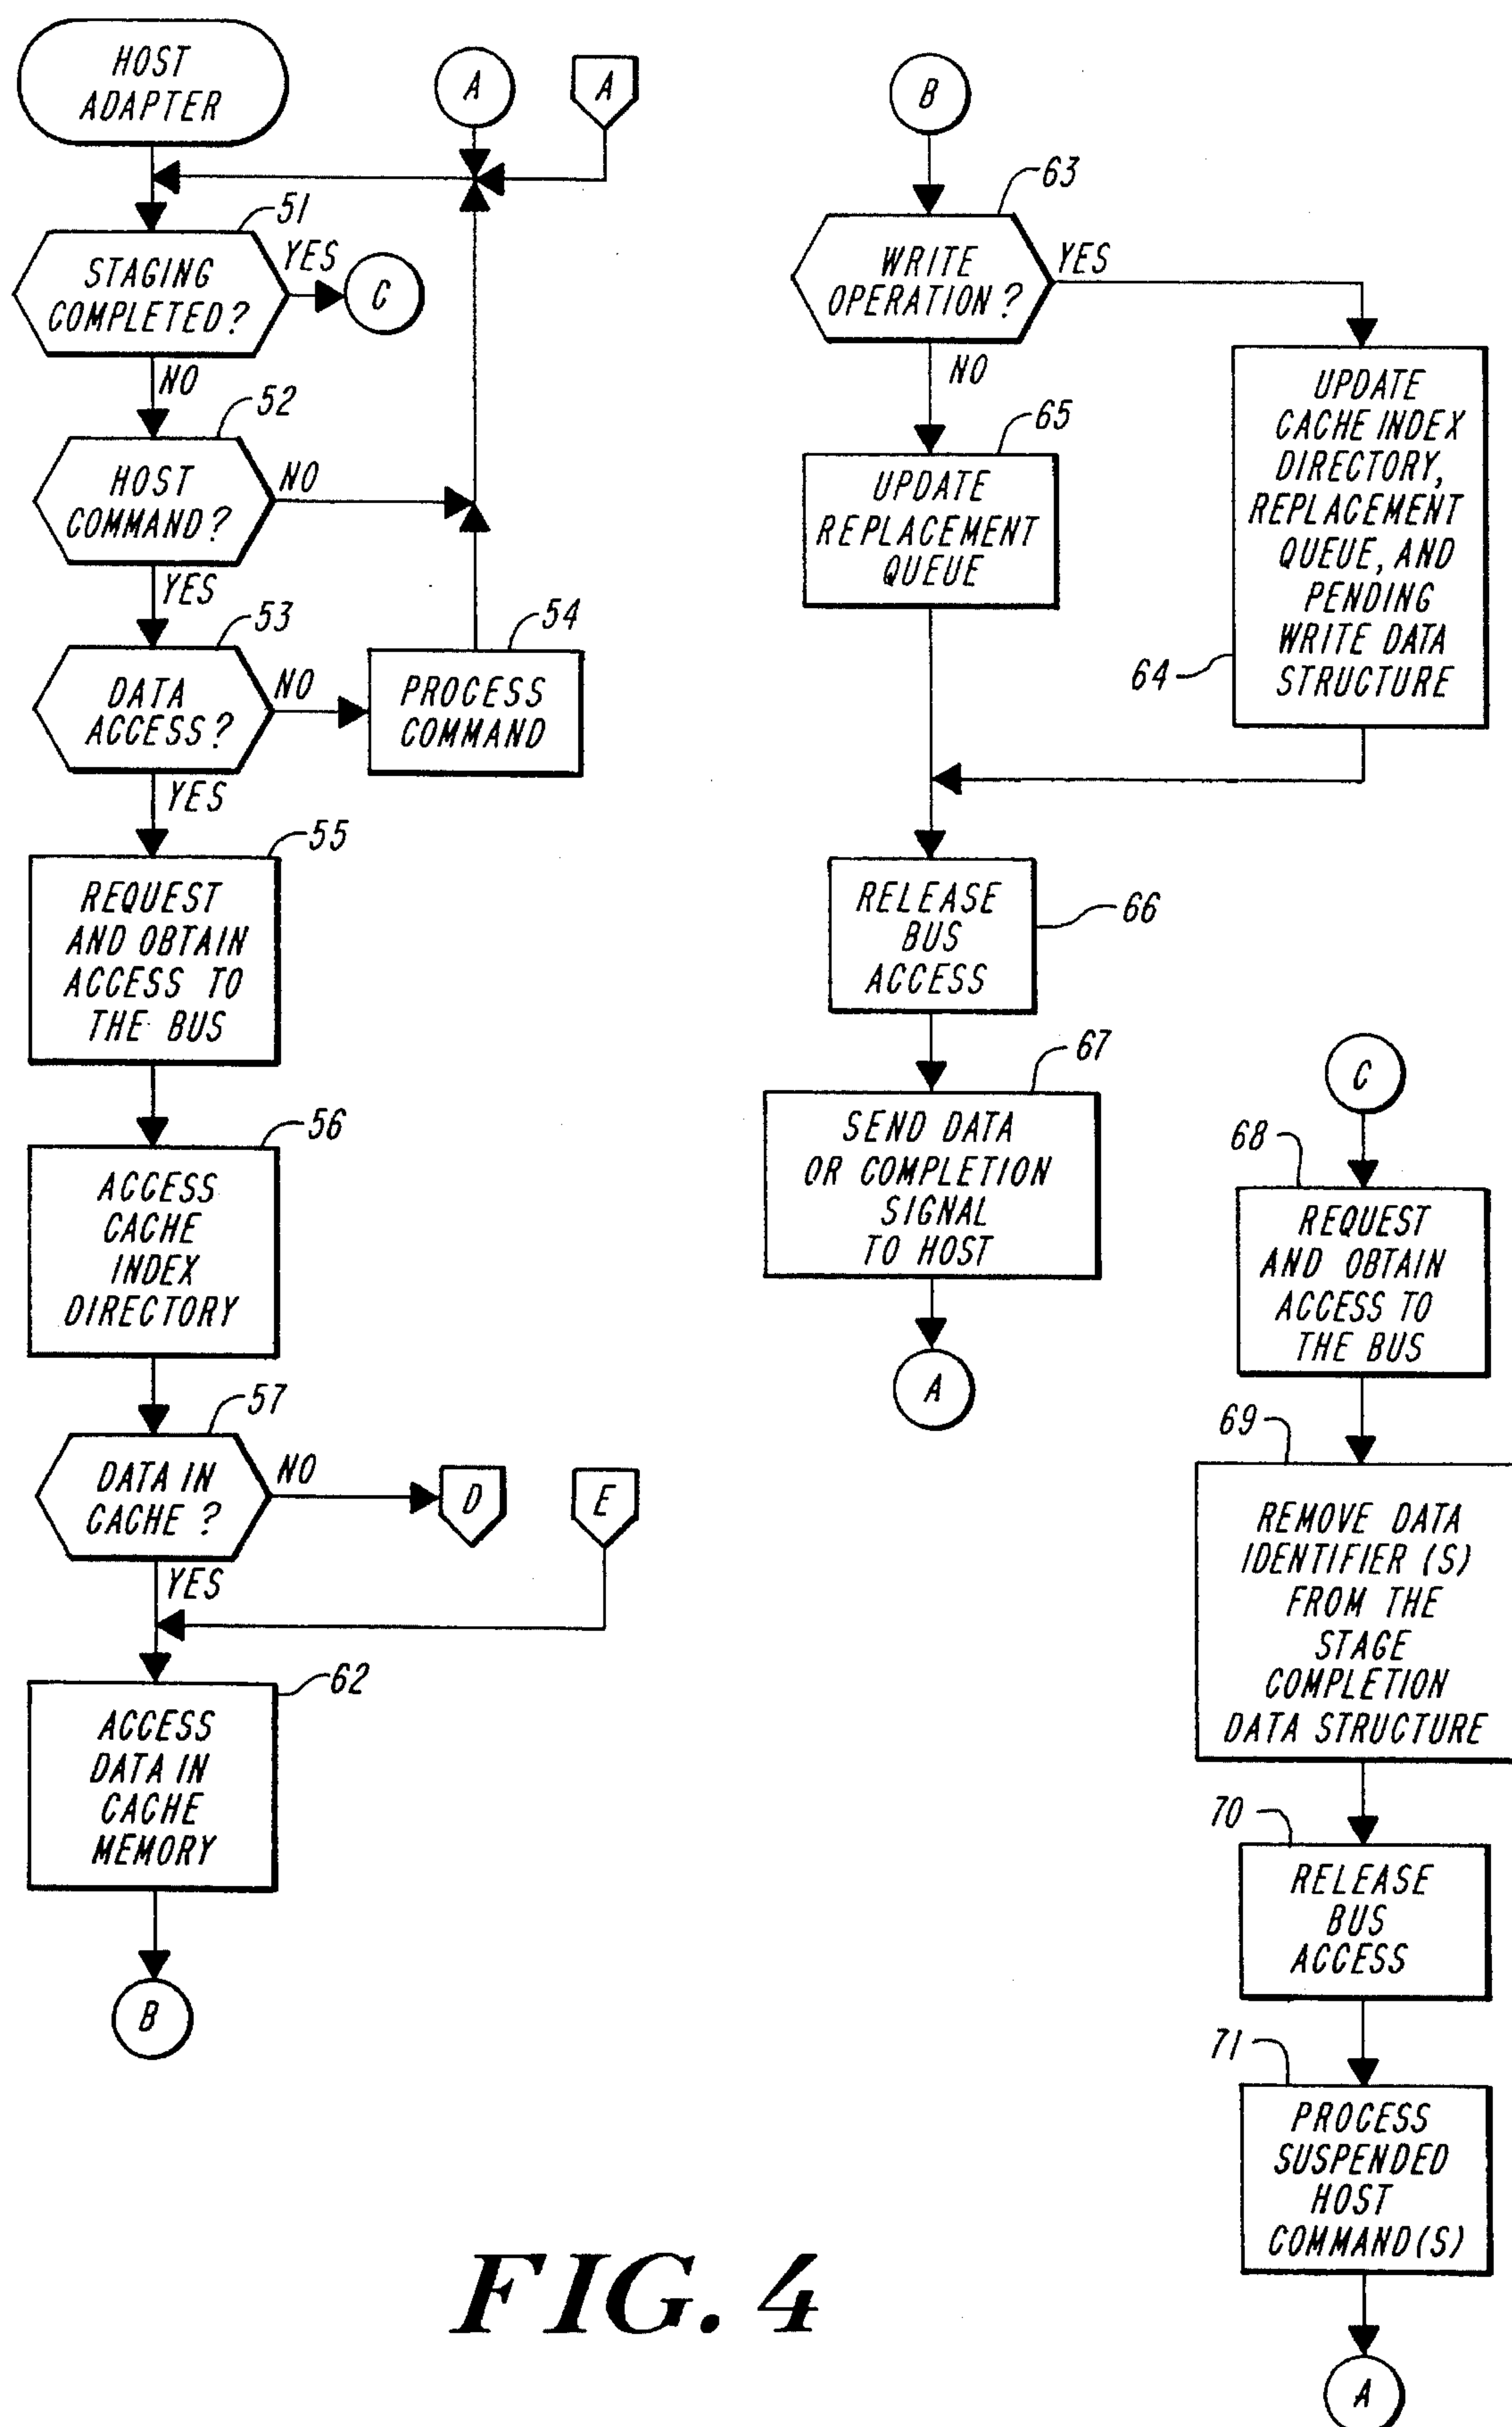 HOST
ADAPTER
A
A
51
STAGING
COMPLETED?
YES
C
NO
52
HOST
COMMAND?
NO
YES
53
DATA
ACCESS?
NO
54
PROCESS
COMMAND
YES
55
REQUEST
AND OBTAIN
ACCESS TO
THE BUS
56
ACCESS
CACHE
INDEX
DIRECTORY
57
DATA IN
CACHE ?
NO
D
E
YES
62
ACCESS
DATA IN
CACHE
MEMORY
B
B
63
WRITE
OPERATION?
YES
NO
64
UPDATE
CACHE INDEX
DIRECTORY,
REPLACEMENT
QUEUE, AND
PENDING
WRITE DATA
STRUCTURE
65
UPDATE
REPLACEMENT
QUEUE
66
RELEASE
BUS
ACCESS
67
SEND DATA
OR COMPLETION
SIGNAL
TO HOST
A
C
68
REQUEST
AND OBTAIN
ACCESS TO
THE BUS
69
REMOVE DATA
IDENTIFIER (S)
FROM THE
STAGE
COMPLETION
DATA STRUCTURE
70
RELEASE
BUS
ACCESS
71
PROCESS
SUSPENDED
HOST
COMMAND(S)
A
FIG. 4